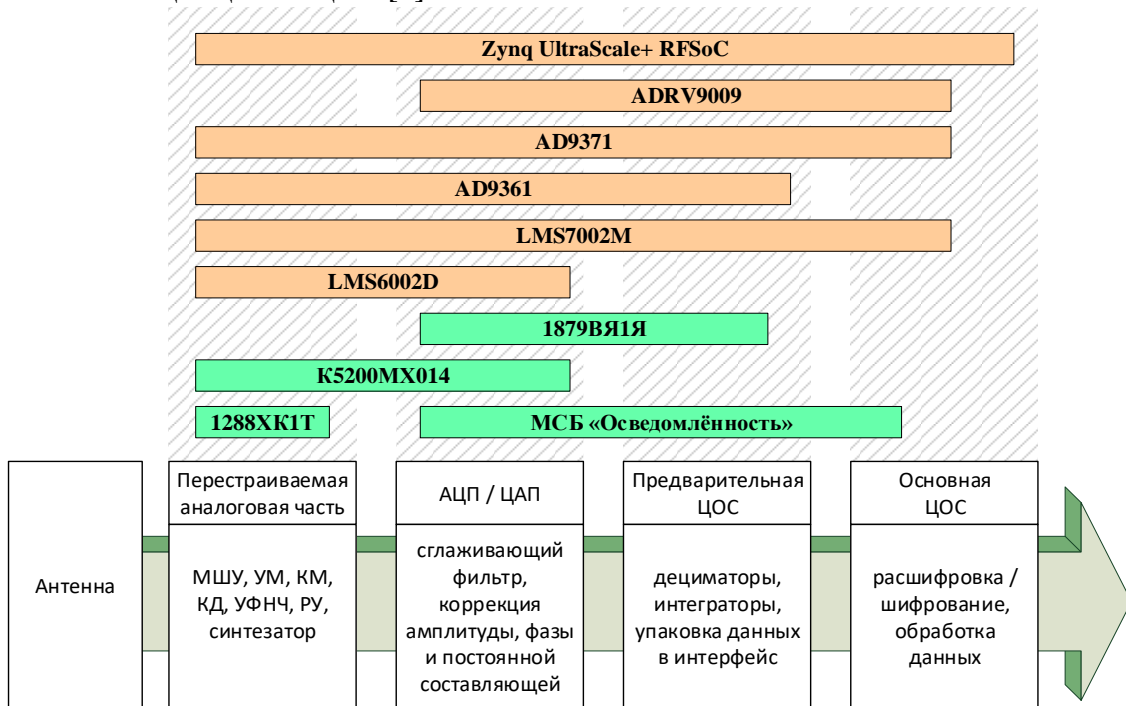 Zynq UltraScale+ RFSoC
ADRV9009
AD9371
AD9361
LMS7002M
LMS6002D
1879ВЯ1Я
К5200МХ014
1288ХК1Т
МСБ «Осведомлённость»
Антенна
Перестраиваемая
аналоговая часть
МШУ, УМ, КМ,
КД, УФНЧ, РУ,
синтезатор
АЦП / ЦАП
сглаживающий
фильтр,
коррекция
амплитуды, фазы
и постоянной
составляющей
Предварительная
ЦОС
дециматоры,
интеграторы,
упаковка данных
в интерфейс
Основная
ЦОС
расшифровка /
шифрование,
обработка
данных